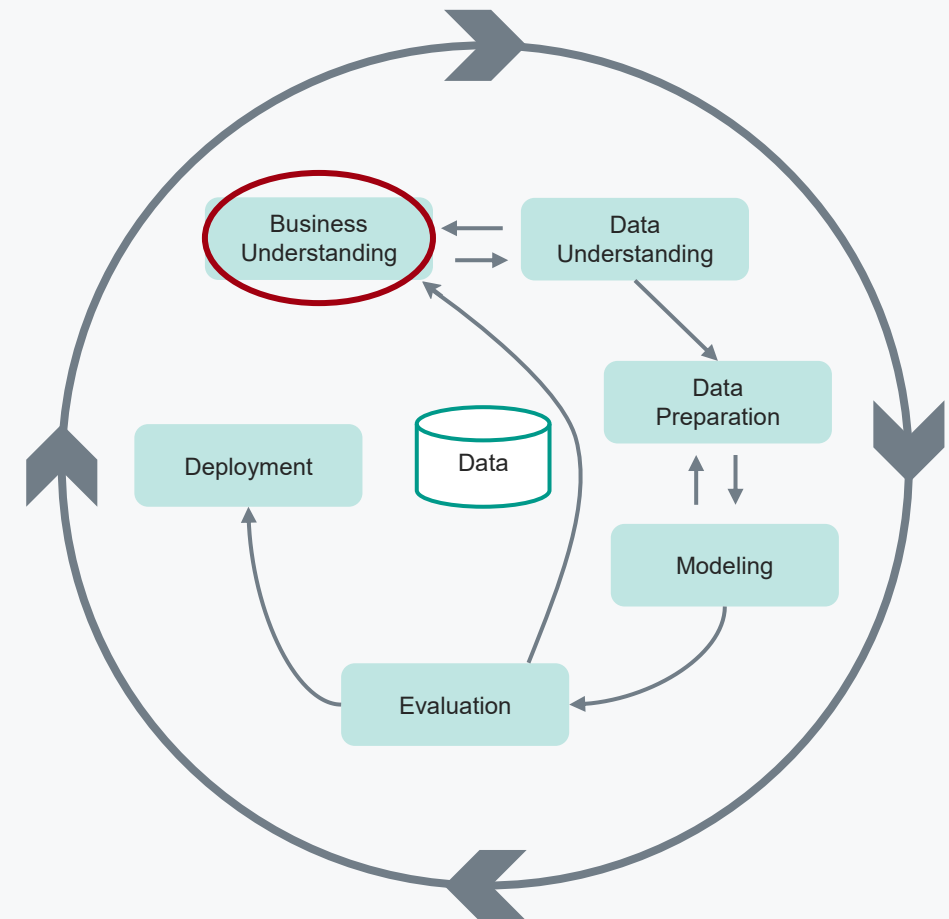 Business
Understanding
Data
Understanding
Data
Preparation
Data
Deployment
Modeling
Evaluation